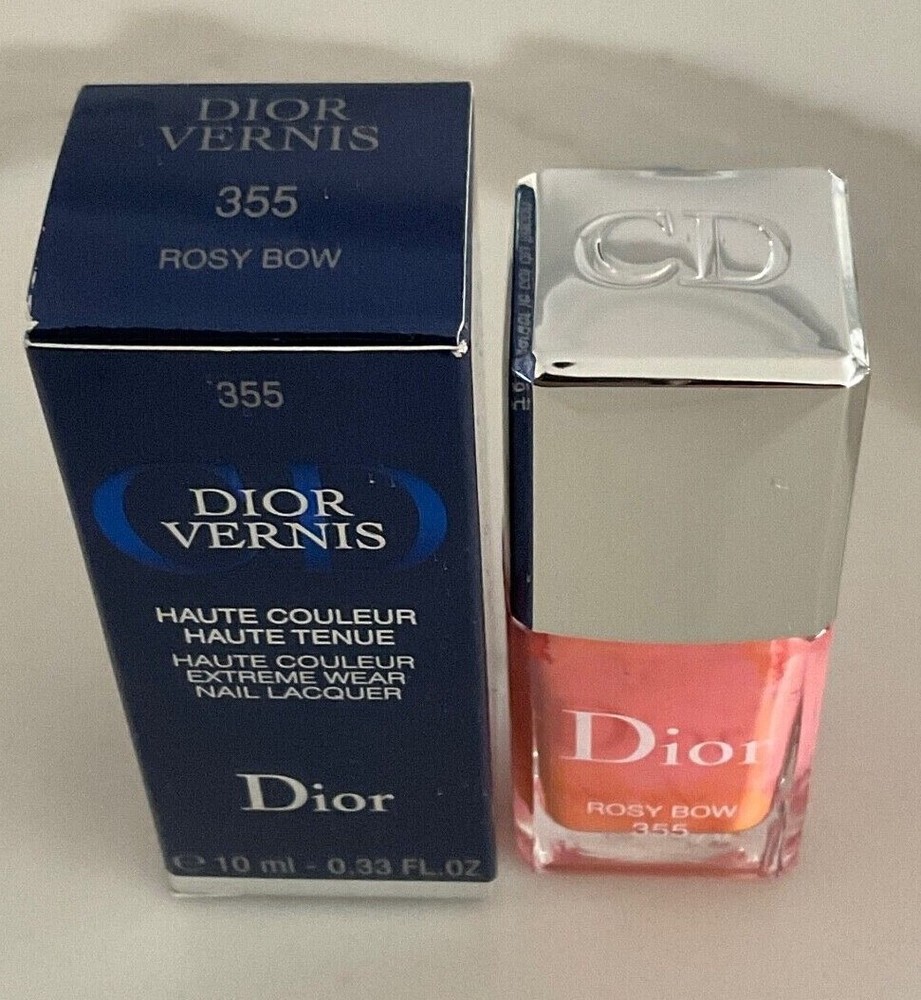 DIOR
VERNIS
355
ROSY BOW
355
CD
DIOR
VERNIS
HAUTE COULEUR
HAUTE TENUE
HAUTE COULEUR
EXTREME WEAR
NAIL LACQUER
Dior
℮ 10 ml - 0.33 FL.OZ
CD
Dior
ROSY BOW
355